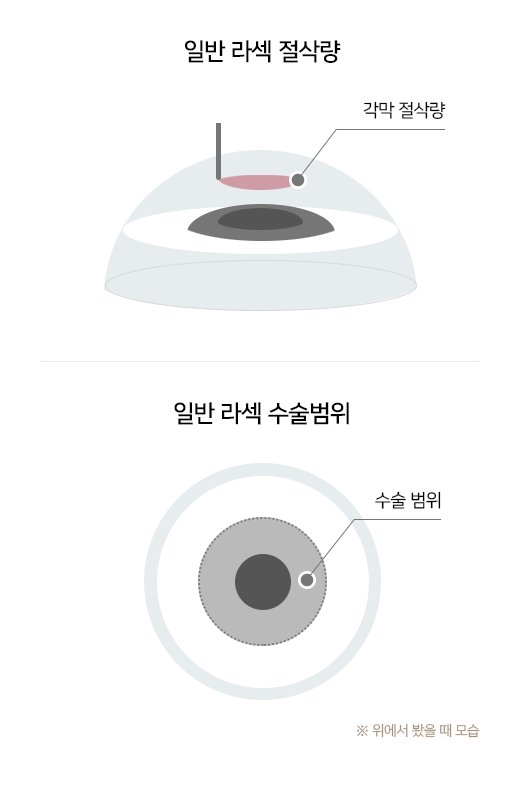 일반 라섹 절삭량
각막 절삭량
일반 라섹 수술범위
수술 범위
※ 위에서 봤을 때 모습